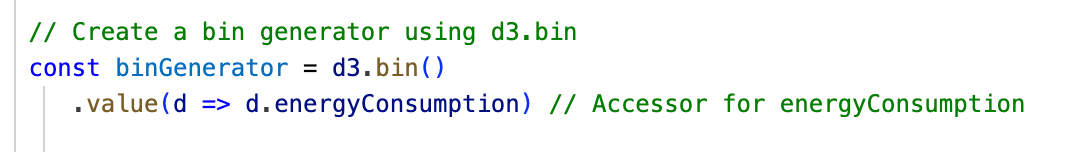 // Create a bin generator using d3.bin
const binGenerator = d3.bin()
.value(d => d.energyConsumption) // Accessor for energyConsumption